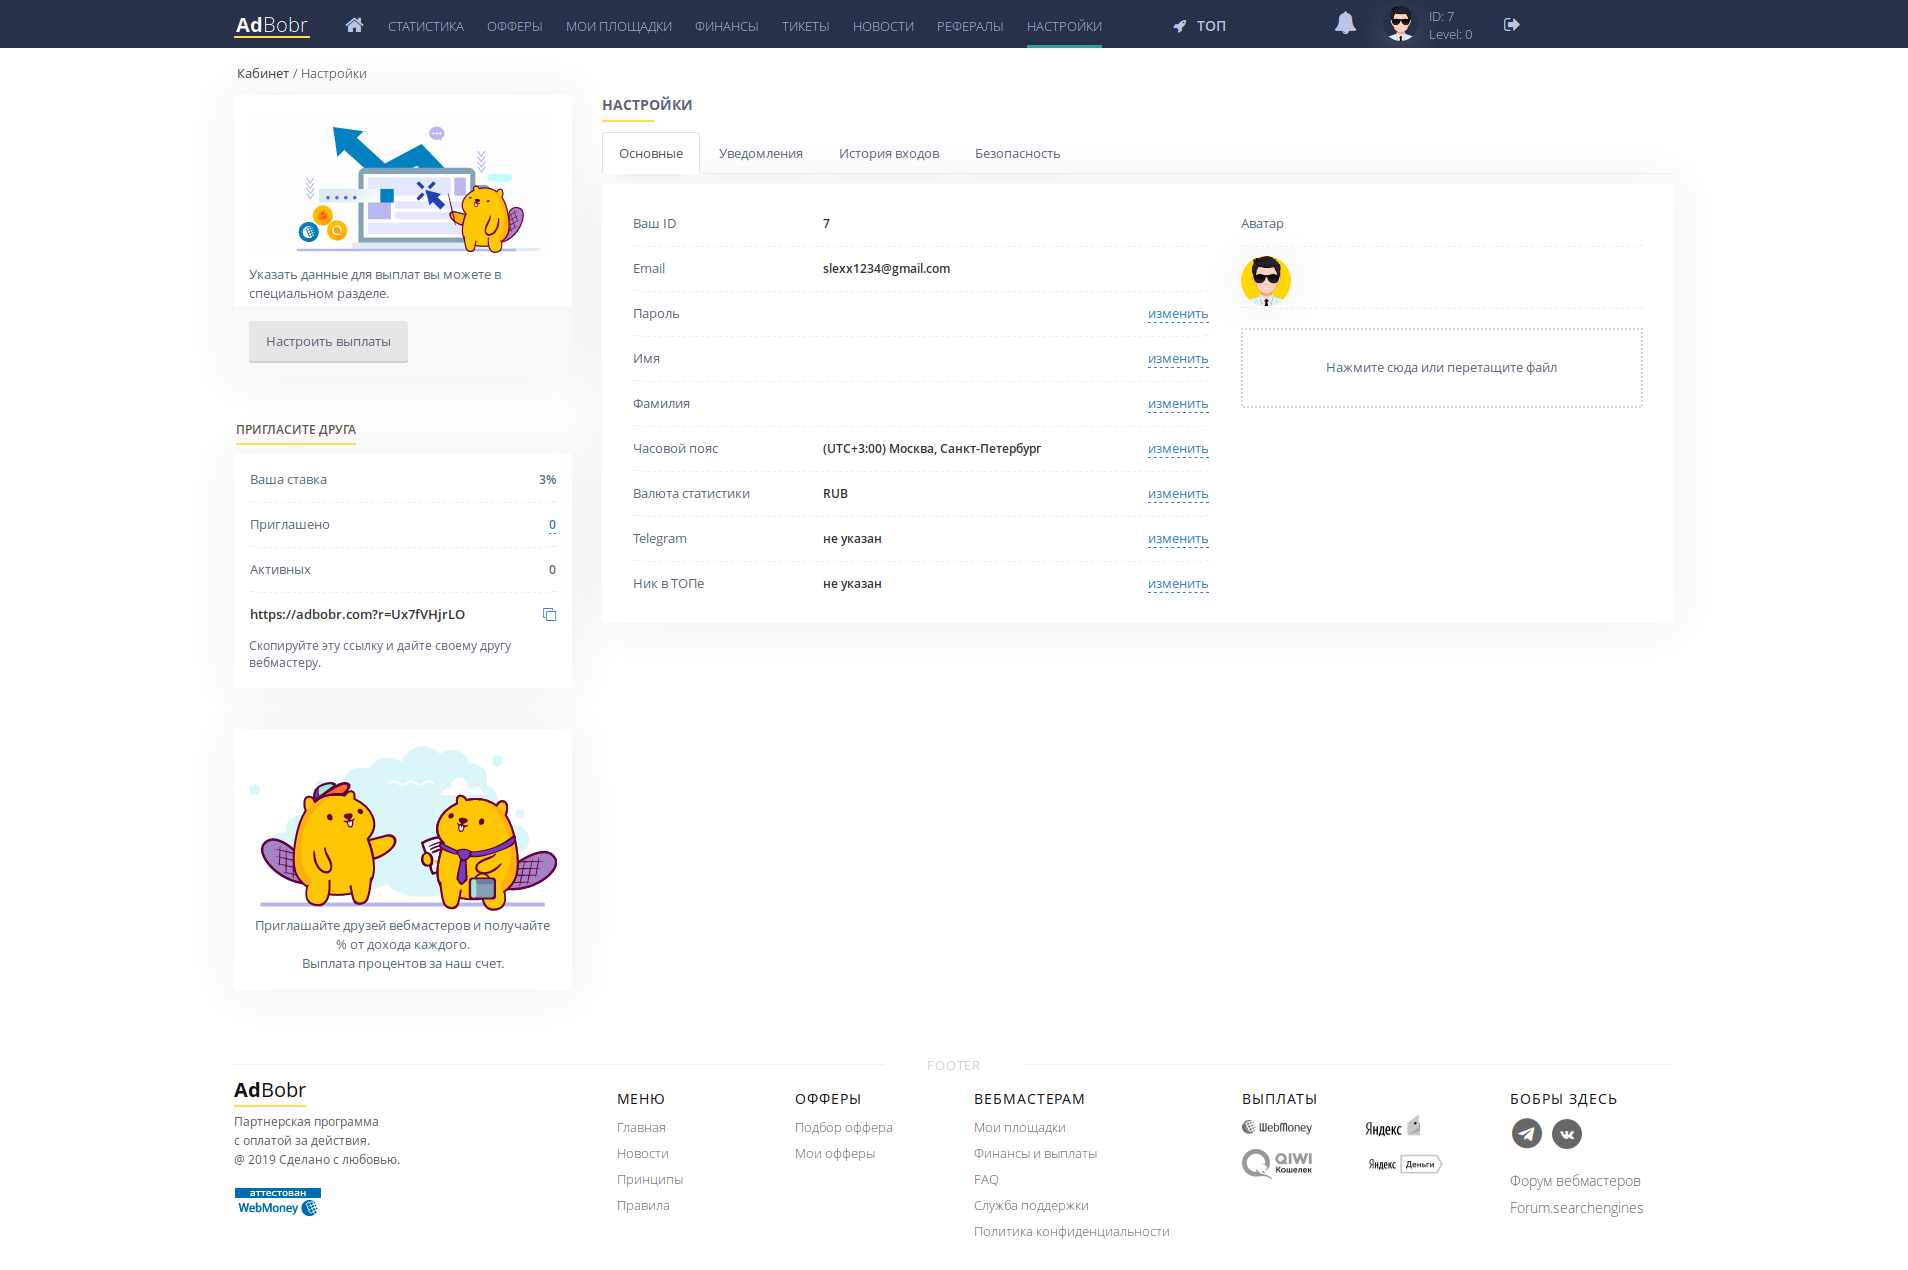 AdBobr
СТАТИСТИКА ОФФЕРЫ МОИ ПЛОЩАДКИ ФИНАНСЫ ТИКЕТЫ НОВОСТИ РЕФЕРАЛЫ НАСТРОЙКИ
ТОП
ID: 7
Level: 0
Кабинет / Настройки
Указать данные для выплат вы можете в
специальном разделе.
Настроить выплаты
ПРИГЛАСИТЕ ДРУГА
Ваша ставка 3%
Приглашено 0
Активных 0
https://adbobr.com?r=Ux7fVHjrLO
Скопируйте эту ссылку и дайте своему другу
вебмастеру.
Приглашайте друзей вебмастеров и получайте
% от дохода каждого.
Выплата процентов за наш счет.
НАСТРОЙКИ
Основные Уведомления История входов Безопасность
Ваш ID 7
Email slexx1234@gmail.com
Пароль изменить
Имя изменить
Фамилия изменить
Часовой пояс (UTC+3:00) Москва, Санкт-Петербург изменить
Валюта статистики RUB изменить
Telegram не указан изменить
Ник в ТОПе не указан изменить
Аватар
Нажмите сюда или перетащите файл
FOOTER
AdBobr
Партнерская программа
с оплатой за действия.
@ 2019 Сделано с любовью.
аттестован
WebMoney
МЕНЮ
Главная
Новости
Принципы
Правила
ОФФЕРЫ
Подбор оффера
Мои офферы
ВЕБМАСТЕРАМ
Мои площадки
Финансы и выплаты
FAQ
Служба поддержки
Политика конфиденциальности
ВЫПЛАТЫ
WebMoney
Яндекс
QIWI
Кошелек
Яндекс Деньги
БОБРЫ ЗДЕСЬ
Форум вебмастеров
Forum.searchengines